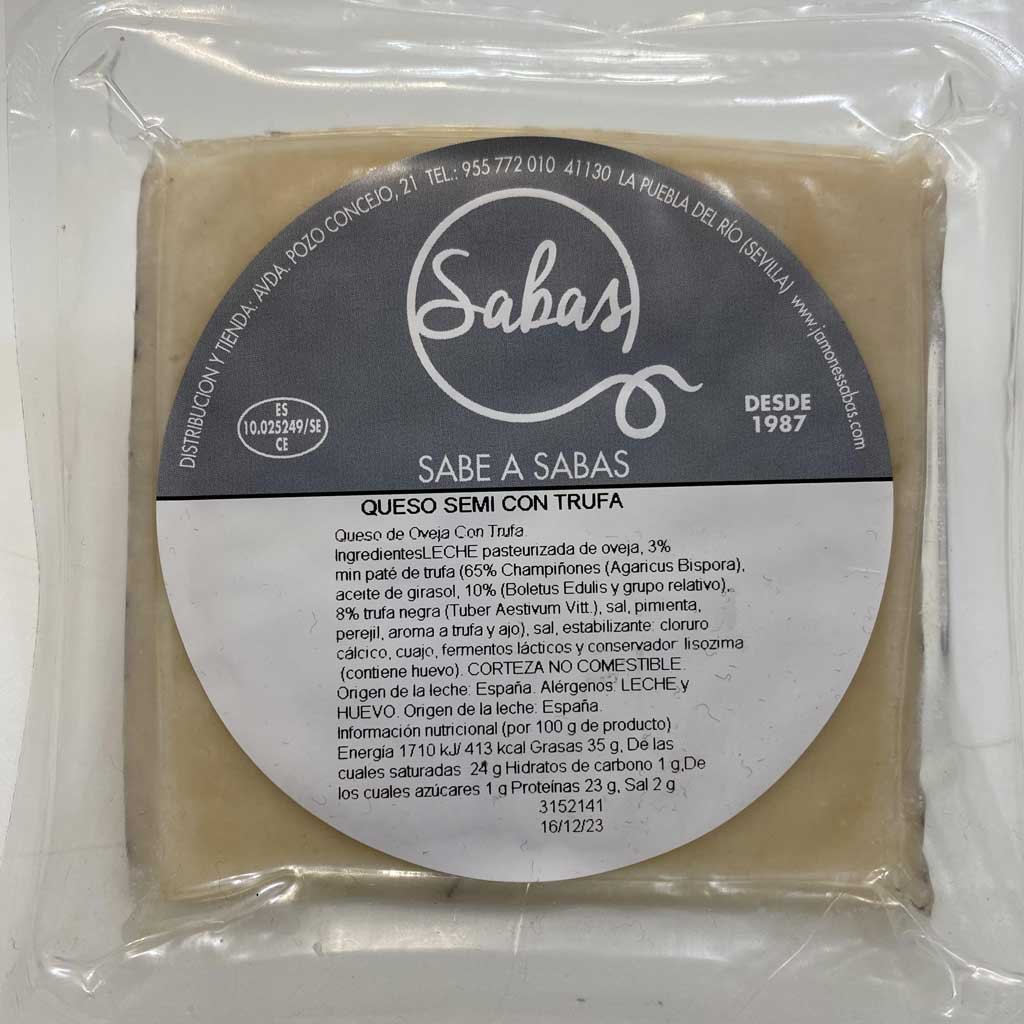 DISTRIBUCION Y TIENDA: AVDA. POZO CONCEJO, 21 TEL.: 955 772 010 41130 LA PUEBLA DEL RÍO (SEVILLA) www.jamonessabas.com
Sabas
ES
10.025249/SE
CE
DESDE
1987
SABE A SABAS
QUESO SEMI CON TRUFA
Queso de Oveja Con Trufa.
IngredientesLECHE pasteurizada de oveja, 3%
min paté de trufa (65% Champiñones (Agaricus Bispora),
aceite de girasol, 10% (Boletus Edulis y grupo relativo),
8% trufa negra (Tuber Aestivum Vitt.), sal, pimienta,
perejil, aroma a trufa y ajo), sal, estabilizante: cloruro
cálcico, cuajo, fermentos lácticos y conservador: lisozima
(contiene huevo). CORTEZA NO COMESTIBLE.
Origen de la leche: España. Alérgenos: LECHE y
HUEVO. Origen de la leche: España.
Información nutricional (por 100 g de producto)
Energía 1710 kJ/ 413 kcal Grasas 35 g, De las
cuales saturadas 24 g Hidratos de carbono 1 g,De
los cuales azúcares 1 g Proteínas 23 g, Sal 2 g
3152141
16/12/23